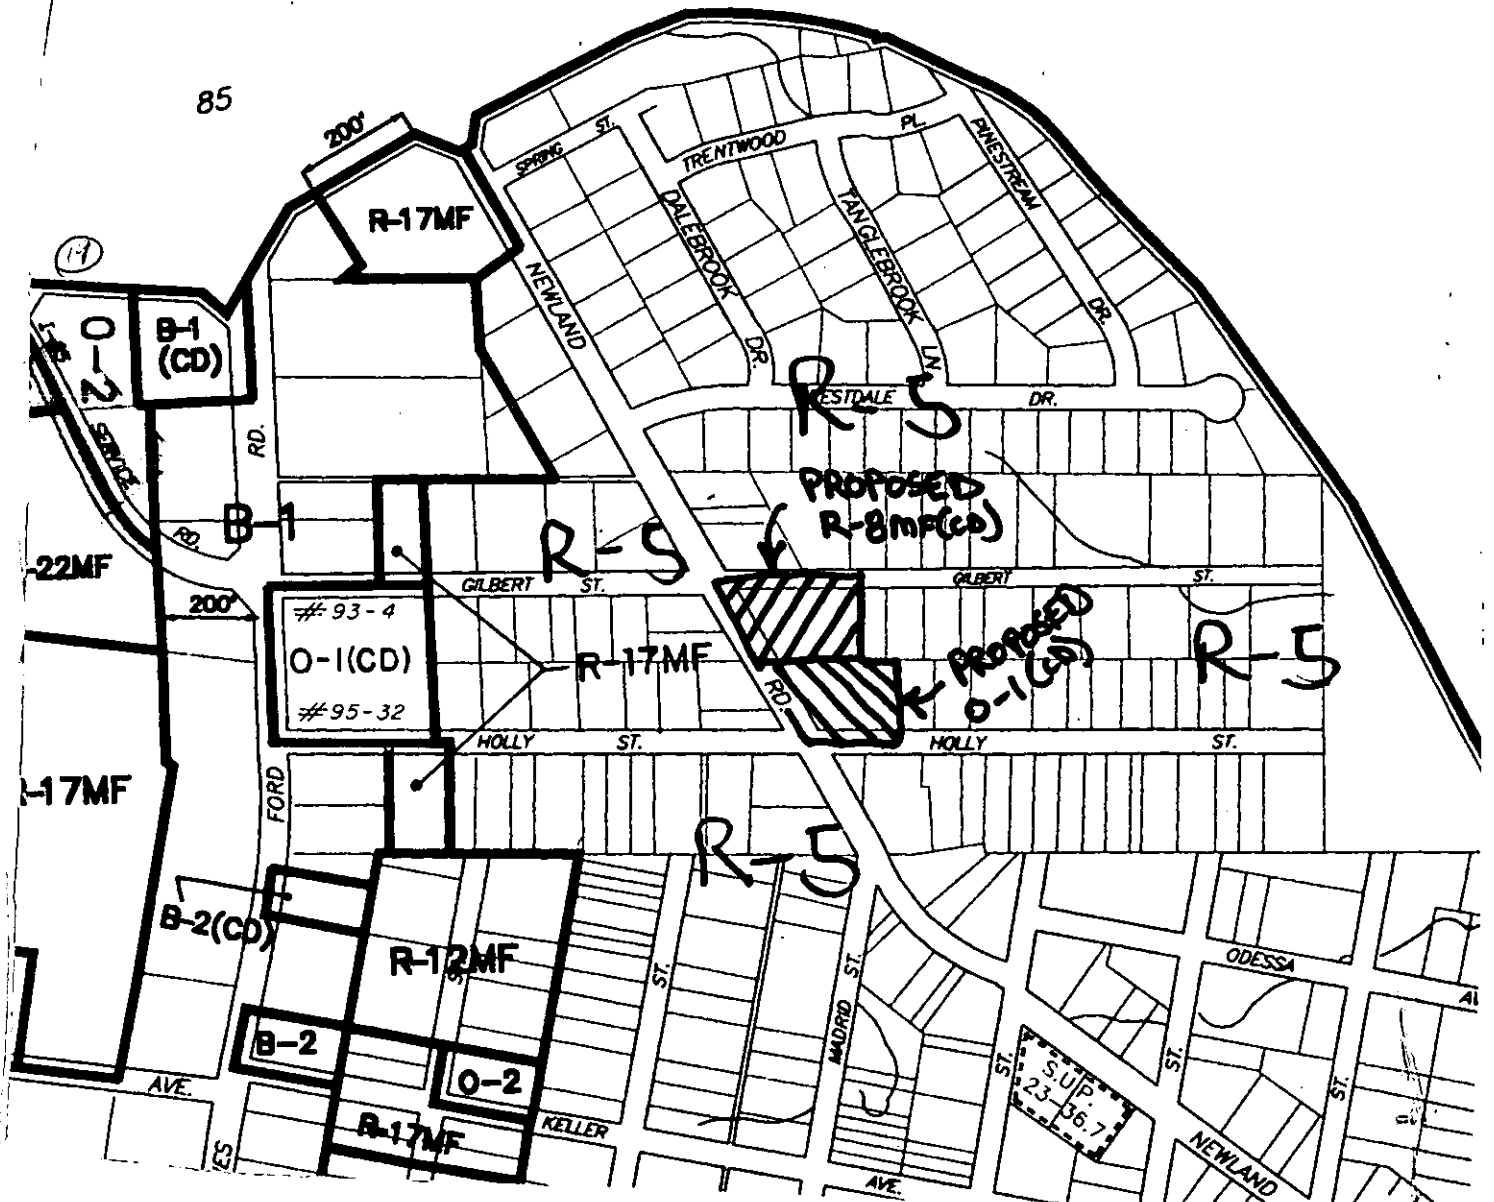 85
200'
SPRING ST.
TRENTWOOD PL.
PINESTREAM DR.
R-17MF
DALEBROOK DR.
TANGLEBROOK LN.
NEWLAND RD.
O-2
B-1
(CD)
R-5
ESTDALE DR.
SERVICE RD.
RD.
PROPOSED
R-8MF(CD)
B-1
R-5
-22MF
GILBERT ST.
GILBERT ST.
200'
# 93-4
O-1(CD)
# 95-32
R-17MF
PROPOSED
O-1(CD)
R-5
HOLLY ST.
HOLLY ST.
-17MF
FORD
R-5
B-2(CD)
R-12MF
ST.
ST.
MADRID ST.
ODESSA
AV
B-2
O-2
S.U.P.
23-36.7
ST.
ST.
ST.
AVE.
R-17MF
KELLER AVE.
NEWLAND
ES